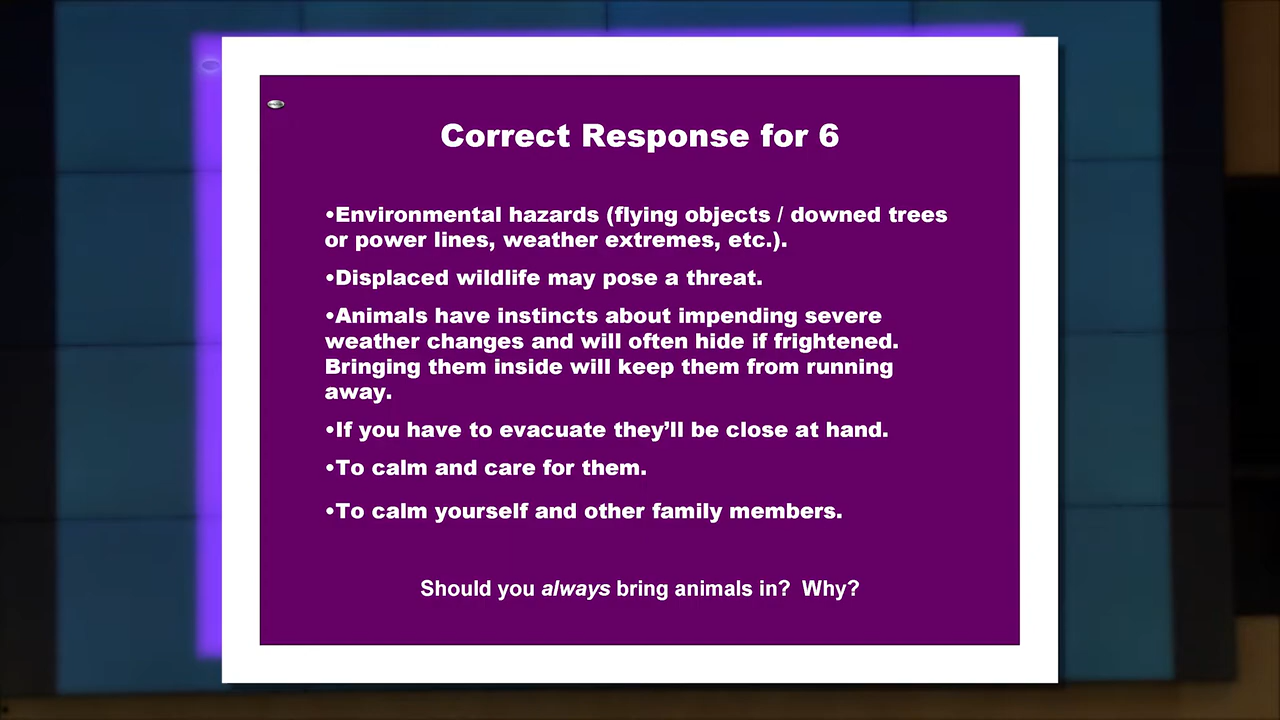 Correct Response for 6
•Environmental hazards (flying objects / downed trees
or power lines, weather extremes, etc.).
•Displaced wildlife may pose a threat.
•Animals have instincts about impending severe
weather changes and will often hide if frightened.
Bringing them inside will keep them from running
away.
•If you have to evacuate they’ll be close at hand.
•To calm and care for them.
•To calm yourself and other family members.
Should you always bring animals in?  Why?